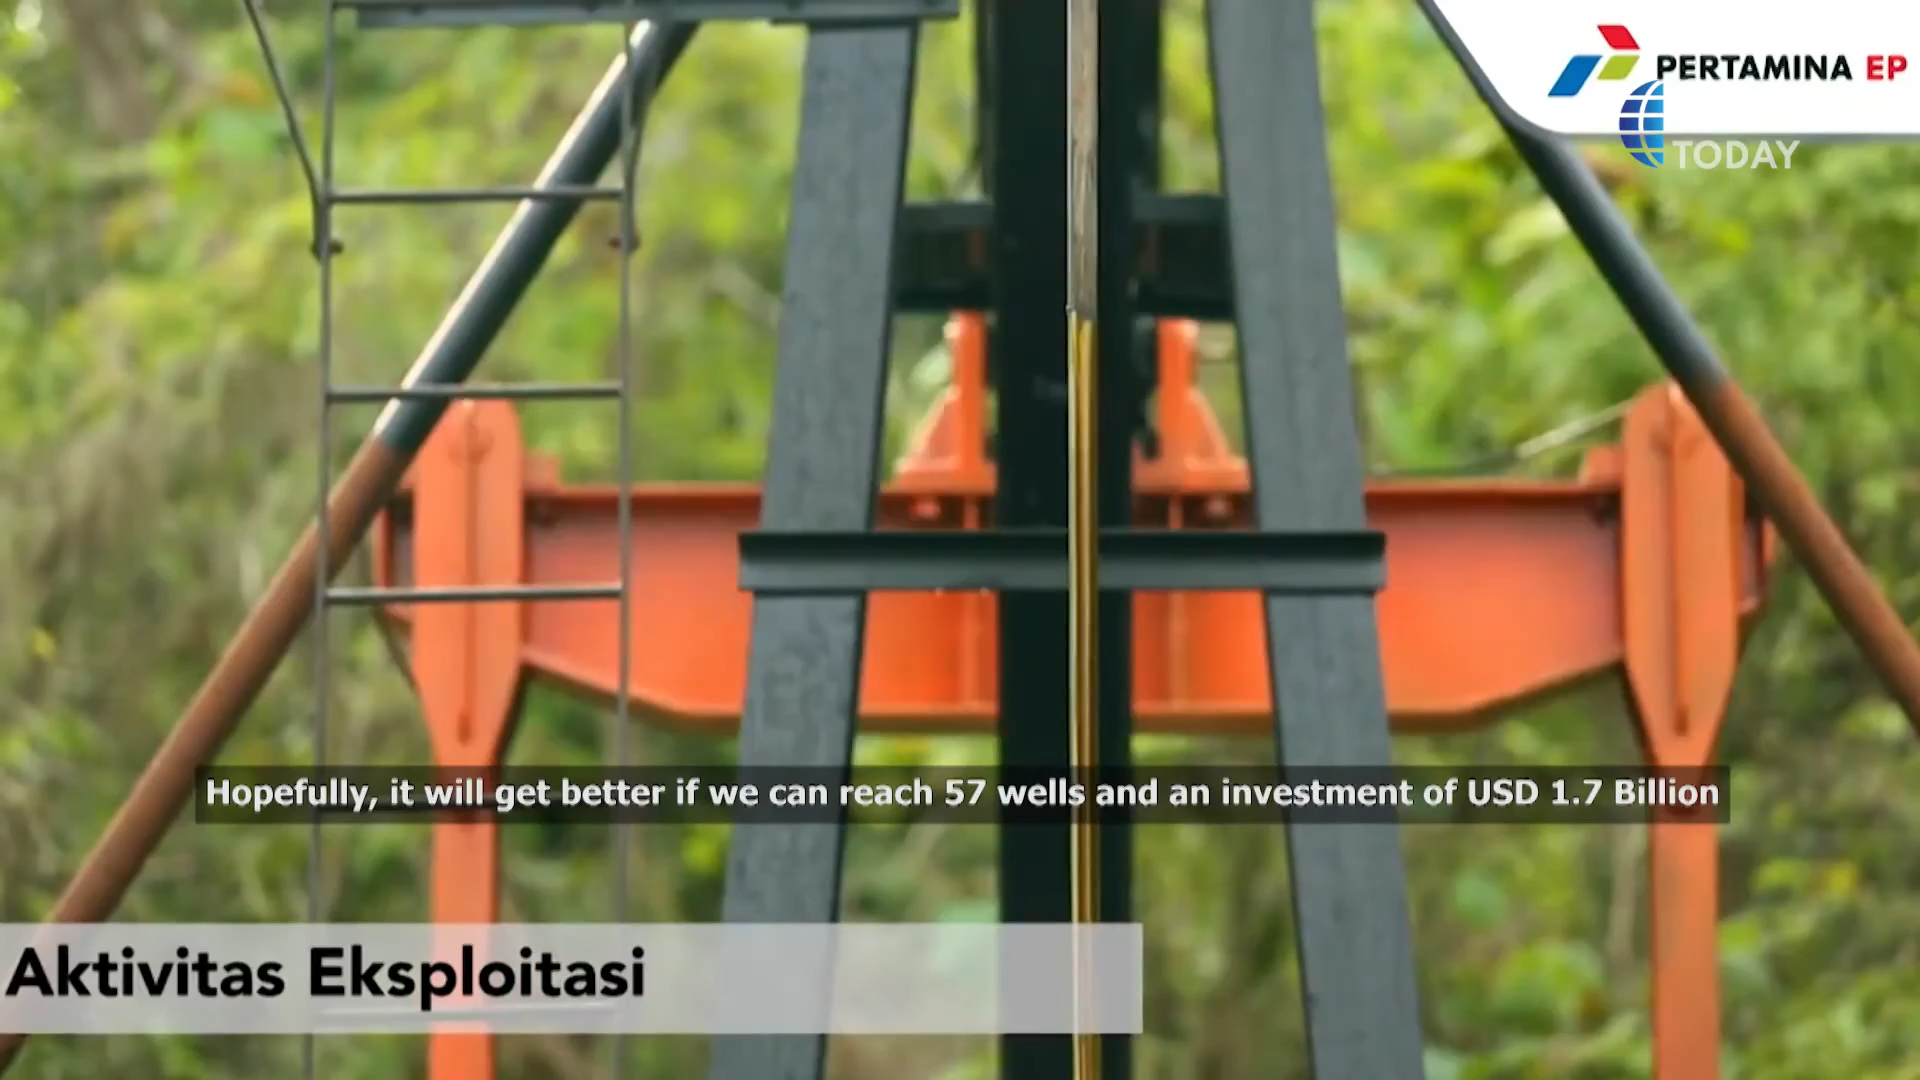 PERTAMINA EP
TODAY
Hopefully, it will get better if we can reach 57 wells and an investment of USD 1.7 Billion
Aktivitas Eksploitasi